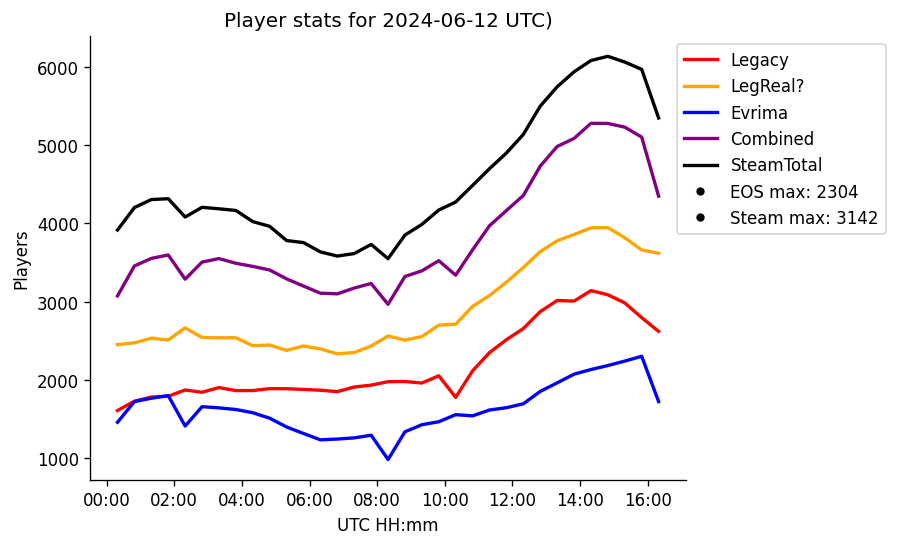 Player stats for 2024-06-12 UTC)
Legacy
LegReal?
Evrima
Combined
SteamTotal
EOS max: 2304
Steam max: 3142
Players
6000
5000
4000
3000
2000
1000
00:00 02:00 04:00 06:00 08:00 10:00 12:00 14:00 16:00
UTC HH:mm